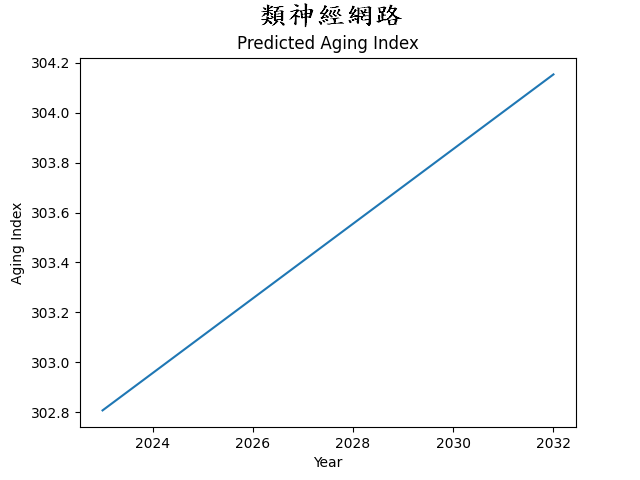 類神經網路
Predicted Aging Index
304.2
304.0
303.8
303.6
303.4
303.2
303.0
302.8
Aging Index
2024 2026 2028 2030 2032
Year